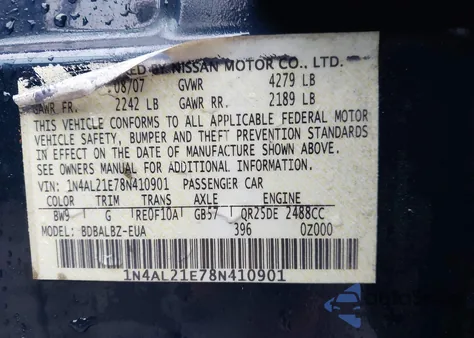 BY NISSAN MOTOR CO., LTD.
08/07 GVWR 4279 LB
GAWR FR. 2242 LB GAWR RR. 2189 LB
THIS VEHICLE CONFORMS TO ALL APPLICABLE FEDERAL MOTOR
VEHICLE SAFETY, BUMPER AND THEFT PREVENTION STANDARDS
IN EFFECT ON THE DATE OF MANUFACTURE SHOWN ABOVE.
SEE OWNERS MANUAL FOR ADDITIONAL INFORMATION.
VIN: 1N4AL21E78N410901 PASSENGER CAR
COLOR TRIM TRANS AXLE ENGINE
BW9 G RE0F10A GB57 QR25DE 2488CC
MODEL: BDBALBZ-EUA 396 0Z000
1N4AL21E78N410901